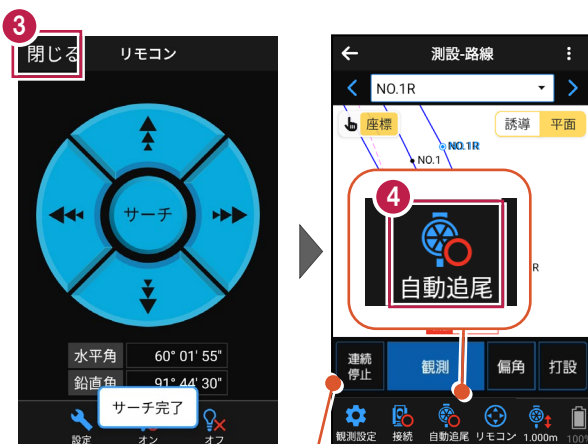 3
閉じる リモコン
サーチ
水平角 60° 01' 55"
鉛直角 91° 44' 30"
サーチ完了
設定 オン オフ
測設-路線
NO.1R
座標 誘導 平面
NO.1R
NO.1
4
自動追尾
R
連続
停止
観測 偏角 打設
観測設定 接続 自動追尾 リモコン 1.000m 100